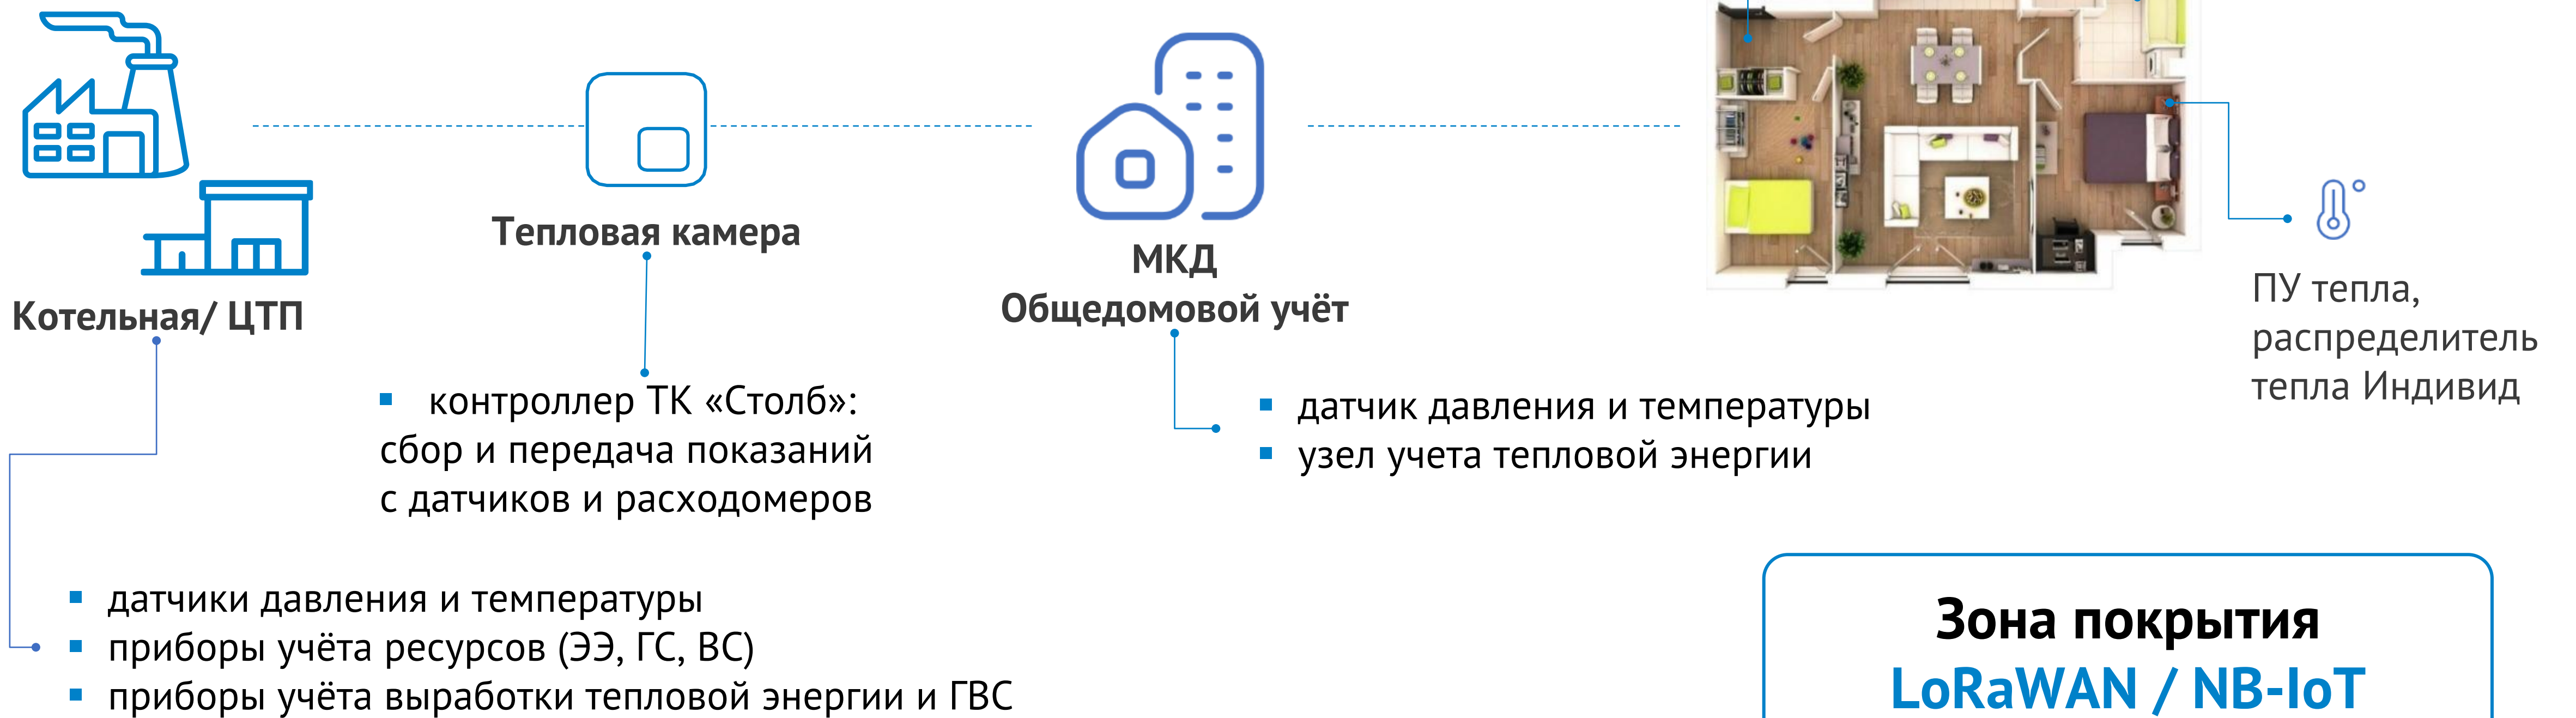 Тепловая камера
МКД
Общедомовой учёт
Котельная/ ЦТП
ПУ тепла,
распределитель
тепла Индивид
контроллер ТК «Столб»:
сбор и передача показаний
с датчиков и расходомеров
датчик давления и температуры
узел учета тепловой энергии
датчики давления и температуры
приборы учёта ресурсов (ЭЭ, ГС, ВС)
приборы учёта выработки тепловой энергии и ГВС
Зона покрытия
LoRaWAN / NB-IoT